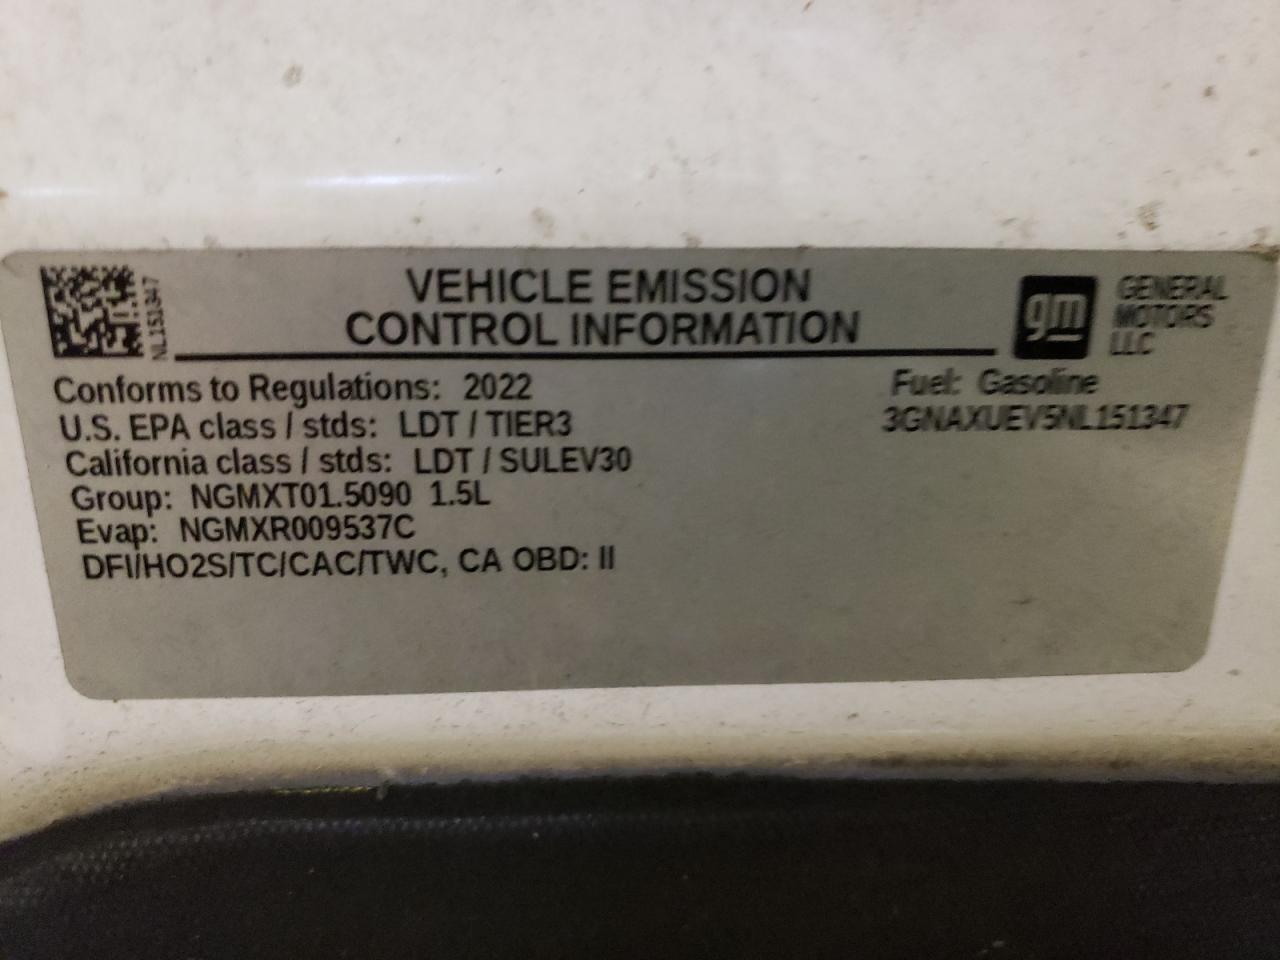 NL151347
VEHICLE EMISSION
CONTROL INFORMATION
gm
GENERAL
MOTORS
LLC
Conforms to Regulations: 2022
U.S. EPA class / stds: LDT / TIER3
California class / stds: LDT / SULEV30
Group: NGMXT01.5090 1.5L
Evap: NGMXR009537C
DFI/HO2S/TC/CAC/TWC, CA OBD: II
Fuel: Gasoline
3GNAXUEV5NL151347